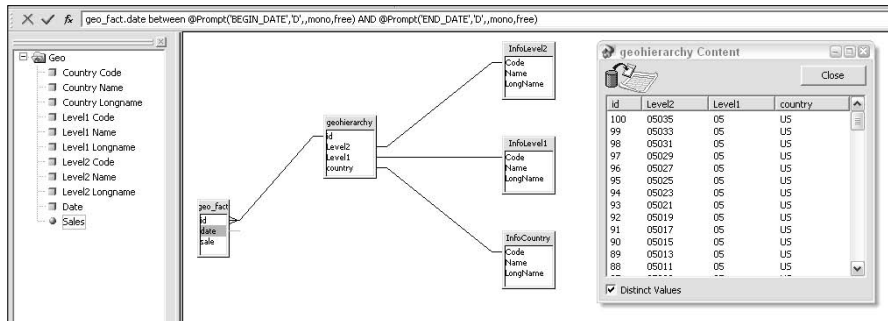 geo_fact.date between @Prompt('BEGIN_DATE','D',,mono,free) AND @Prompt('END_DATE','D',,mono,free)
Geo
Country Code
Country Name
Country Longname
Level1 Code
Level1 Name
Level1 Longname
Level2 Code
Level2 Name
Level2 Longname
Date
Sales
geo_fact
id
date
sale
geohierarchy
id
Level2
Level1
country
InfoLevel2
Code
Name
LongName
InfoLevel1
Code
Name
LongName
InfoCountry
Code
Name
LongName
geohierarchy Content
Close
id Level2 Level1 country
100 05035 05 US
99 05033 05 US
98 05031 05 US
97 05029 05 US
96 05027 05 US
95 05025 05 US
94 05023 05 US
93 05021 05 US
92 05019 05 US
91 05017 05 US
90 05015 05 US
89 05013 05 US
88 05011 05 US
Distinct Values